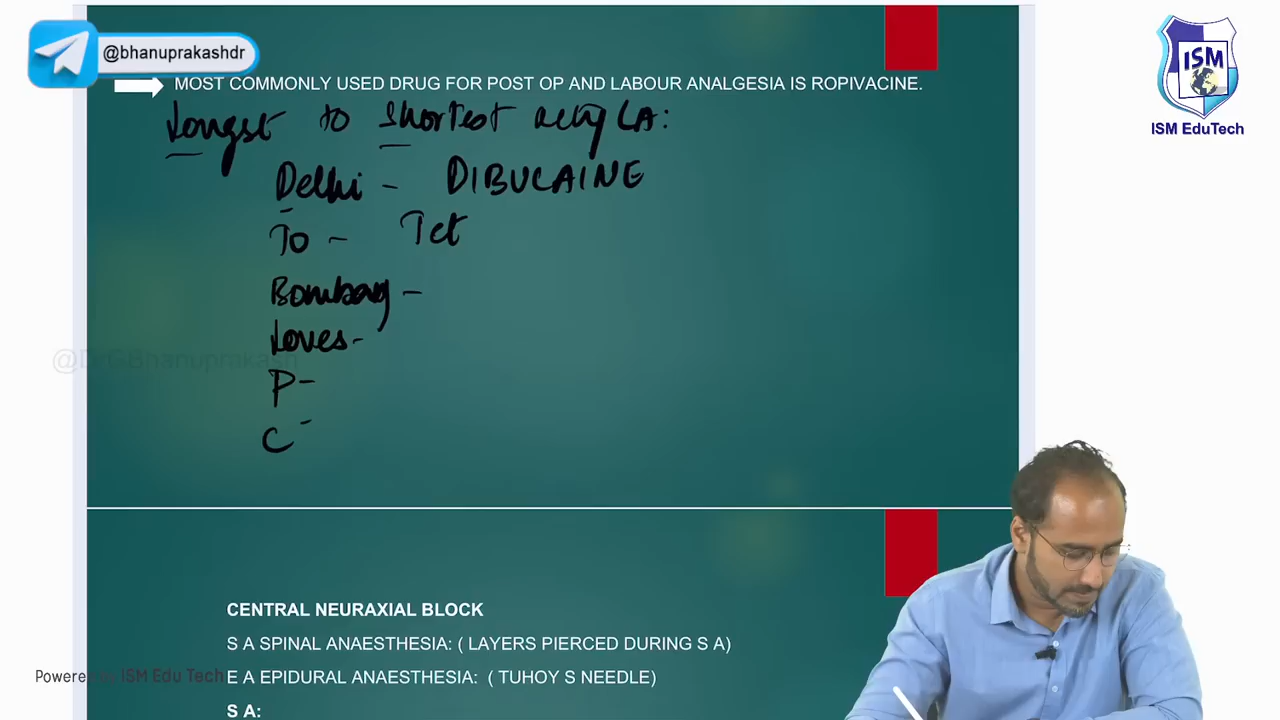 @bhanuprakashdr
ISM
ISM EduTech
MOST COMMONLY USED DRUG FOR POST OP AND LABOUR ANALGESIA IS ROPIVACINE.
Longest to Shortest acting LA:
Delhi - DIBUCAINE
To - Tet
Bombay -
Loves -
P -
C -
@DrGBhanuprakash
CENTRAL NEURAXIAL BLOCK
S A SPINAL ANAESTHESIA: ( LAYERS PIERCED DURING S A)
Powered by ISM Edu Tech
E A EPIDURAL ANAESTHESIA: ( TUHOY S NEEDLE)
S A: